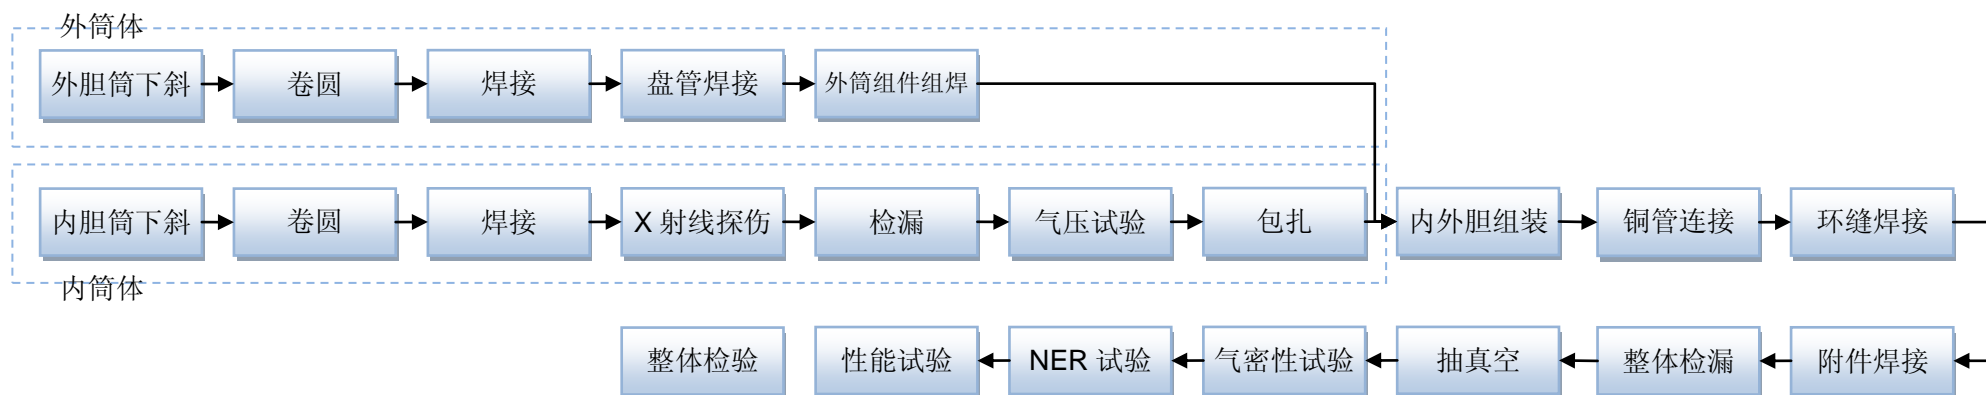 外筒体
外胆筒下斜 卷圆 焊接 盘管焊接 外筒组件组焊
内胆筒下斜 卷圆 焊接 X 射线探伤 检漏 气压试验 包扎 内外胆组装 铜管连接 环缝焊接
内筒体
整体检验 性能试验 NER 试验 气密性试验 抽真空 整体检漏 附件焊接